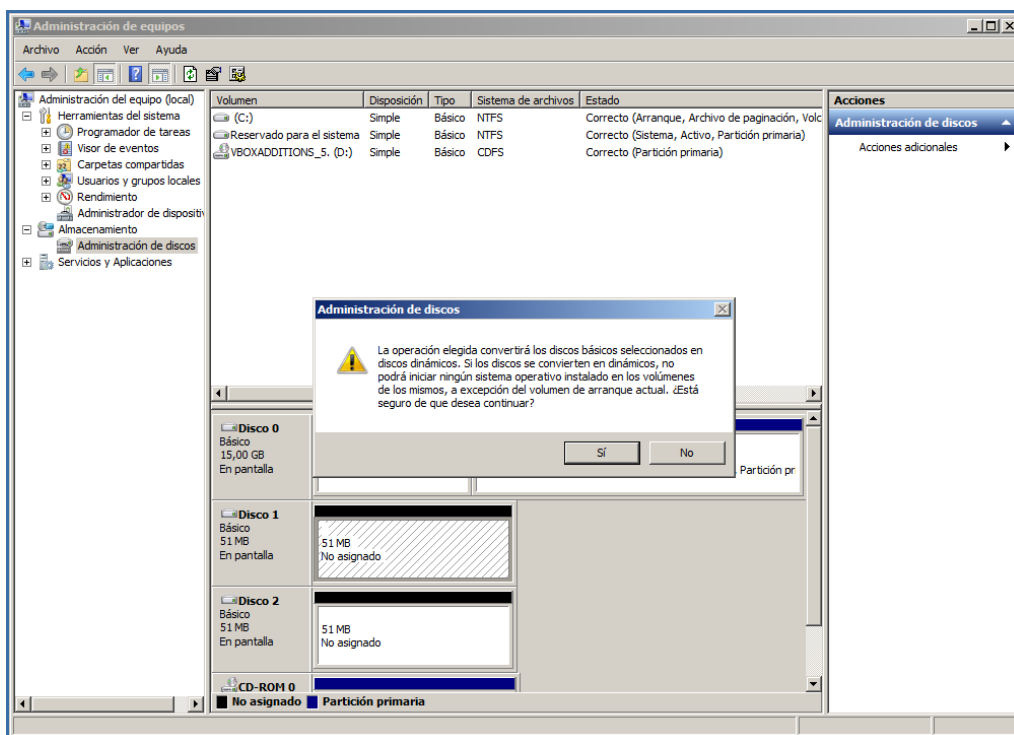 Administración de equipos
Archivo Acción Ver Ayuda
Administración del equipo (local)
Herramientas del sistema
Programador de tareas
Visor de eventos
Carpetas compartidas
Usuarios y grupos locales
Rendimiento
Administrador de dispositiv
Almacenamiento
Administración de discos
Servicios y Aplicaciones
Volumen Disposición Tipo Sistema de archivos Estado
(C:) Simple Básico NTFS Correcto (Arranque, Archivo de paginación, Volc
Reservado para el sistema Simple Básico NTFS Correcto (Sistema, Activo, Partición primaria)
VBOXADDITIONS_5. (D:) Simple Básico CDFS Correcto (Partición primaria)
Acciones
Administración de discos
Acciones adicionales
Administración de discos
La operación elegida convertirá los discos básicos seleccionados en
discos dinámicos. Si los discos se convierten en dinámicos, no
podrá iniciar ningún sistema operativo instalado en los volúmenes
de los mismos, a excepción del volumen de arranque actual. ¿Está
seguro de que desea continuar?
Sí No
Disco 0
Básico
15,00 GB
En pantalla
Partición pr
Disco 1
Básico
51 MB
En pantalla
51 MB
No asignado
Disco 2
Básico
51 MB
En pantalla
51 MB
No asignado
CD-ROM 0
No asignado Partición primaria